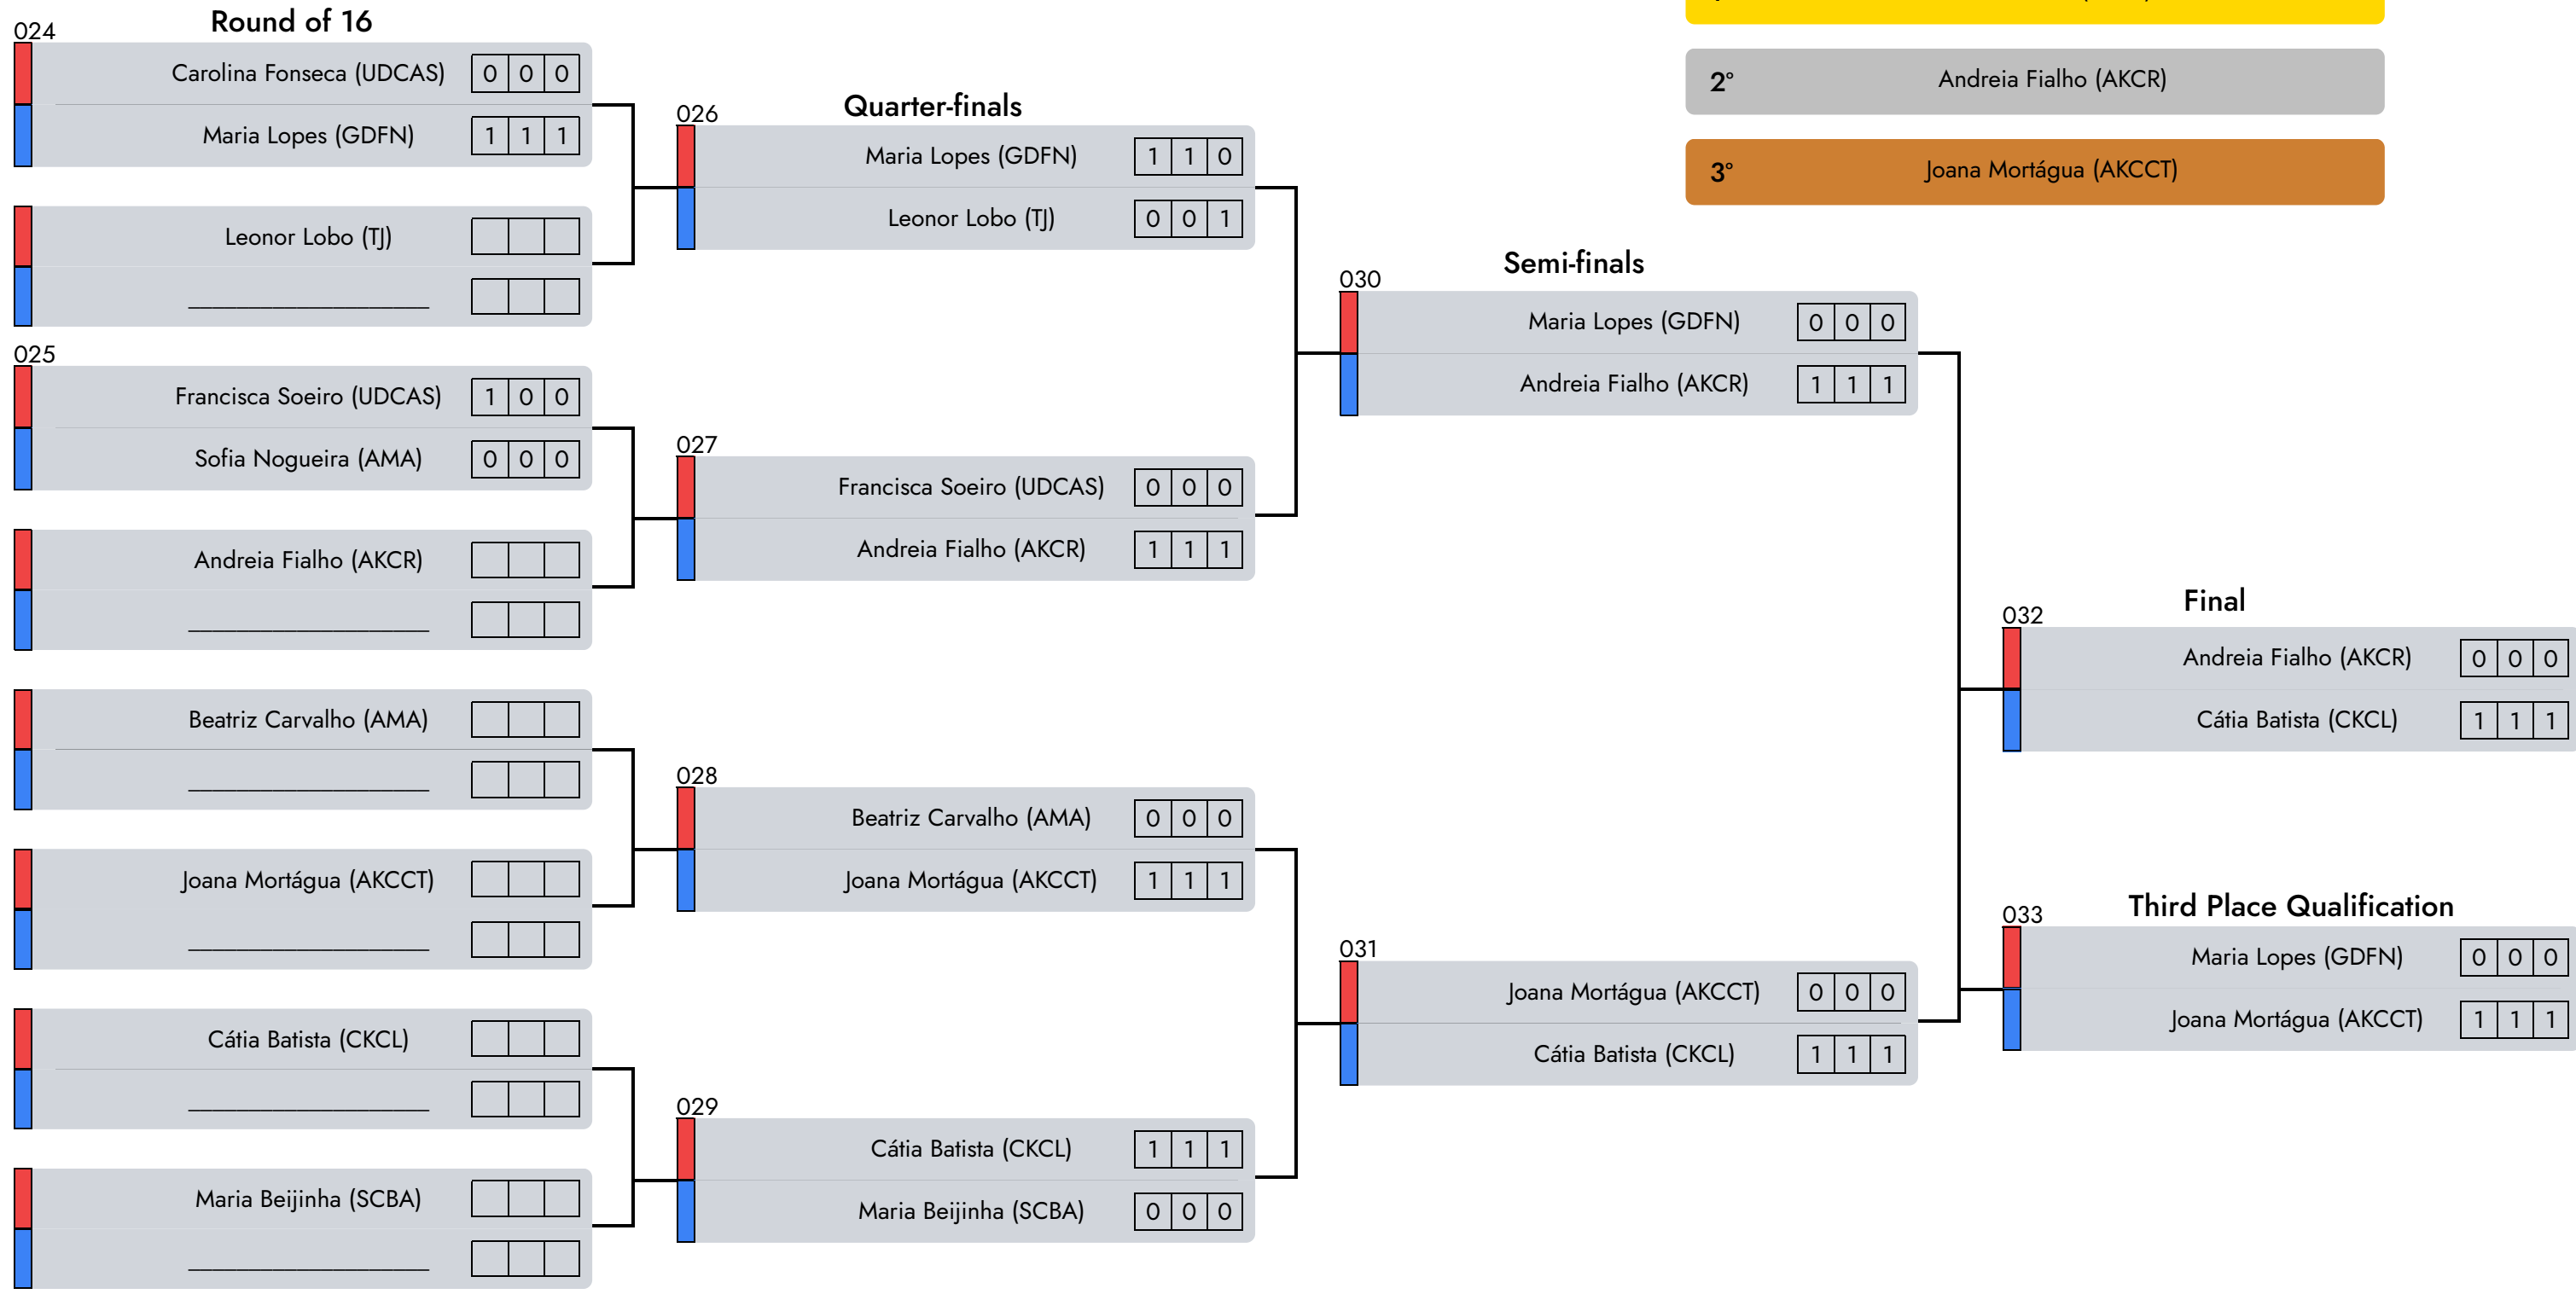 Round of 16
024
Carolina Fonseca (UDCAS) 0 0 0
Maria Lopes (GDFN) 1 1 1
Leonor Lobo (TJ)
025
Francisca Soeiro (UDCAS) 1 0 0
Sofia Nogueira (AMA) 0 0 0
Andreia Fialho (AKCR)
Beatriz Carvalho (AMA)
Joana Mortágua (AKCCT)
Cátia Batista (CKCL)
Maria Beijinha (SCBA)
Quarter-finals
026
Maria Lopes (GDFN) 1 1 0
Leonor Lobo (TJ) 0 0 1
027
Francisca Soeiro (UDCAS) 0 0 0
Andreia Fialho (AKCR) 1 1 1
028
Beatriz Carvalho (AMA) 0 0 0
Joana Mortágua (AKCCT) 1 1 1
029
Cátia Batista (CKCL) 1 1 1
Maria Beijinha (SCBA) 0 0 0
2° Andreia Fialho (AKCR)
3° Joana Mortágua (AKCCT)
Semi-finals
030
Maria Lopes (GDFN) 0 0 0
Andreia Fialho (AKCR) 1 1 1
031
Joana Mortágua (AKCCT) 0 0 0
Cátia Batista (CKCL) 1 1 1
Final
032
Andreia Fialho (AKCR) 0 0 0
Cátia Batista (CKCL) 1 1 1
Third Place Qualification
033
Maria Lopes (GDFN) 0 0 0
Joana Mortágua (AKCCT) 1 1 1